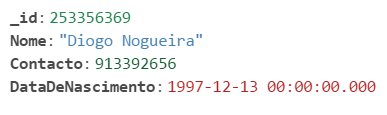 _id: 253356369
Nome: "Diogo Nogueira"
Contacto: 913392656
DataDeNascimento: 1997-12-13 00:00:00.000